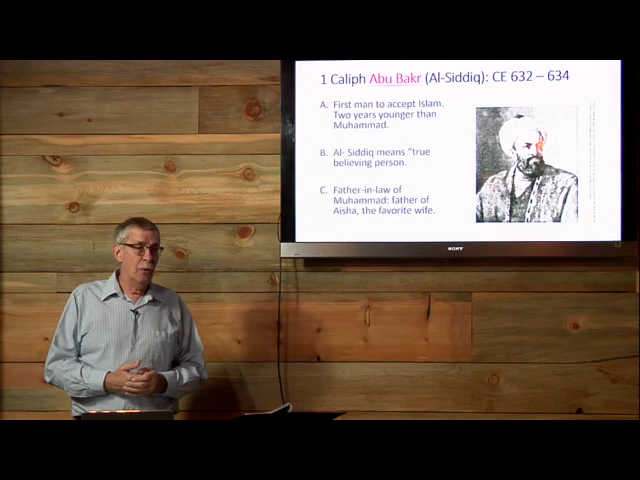 1 Caliph Abu Bakr (Al-Siddiq): CE 632 – 634
A. First man to accept Islam.
Two years younger than
Muhammad.
B. Al- Siddiq means "true
believing person.
C. Father-in-law of
Muhammad: father of
Aisha, the favorite wife.
SONY